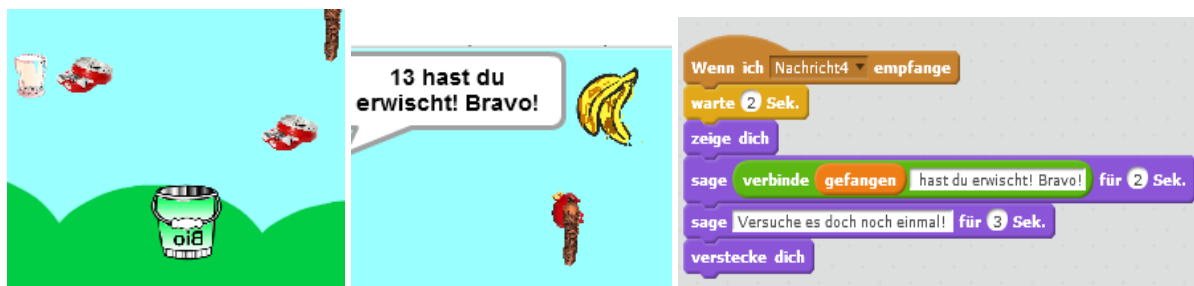 Bio
13 hast du
erwischt! Bravo!
Wenn ich Nachricht4 empfange
warte 2 Sek.
zeige dich
sage verbinde gefangen hast du erwischt! Bravo! für 2 Sek.
sage Versuche es doch noch einmal! für 3 Sek.
verstecke dich